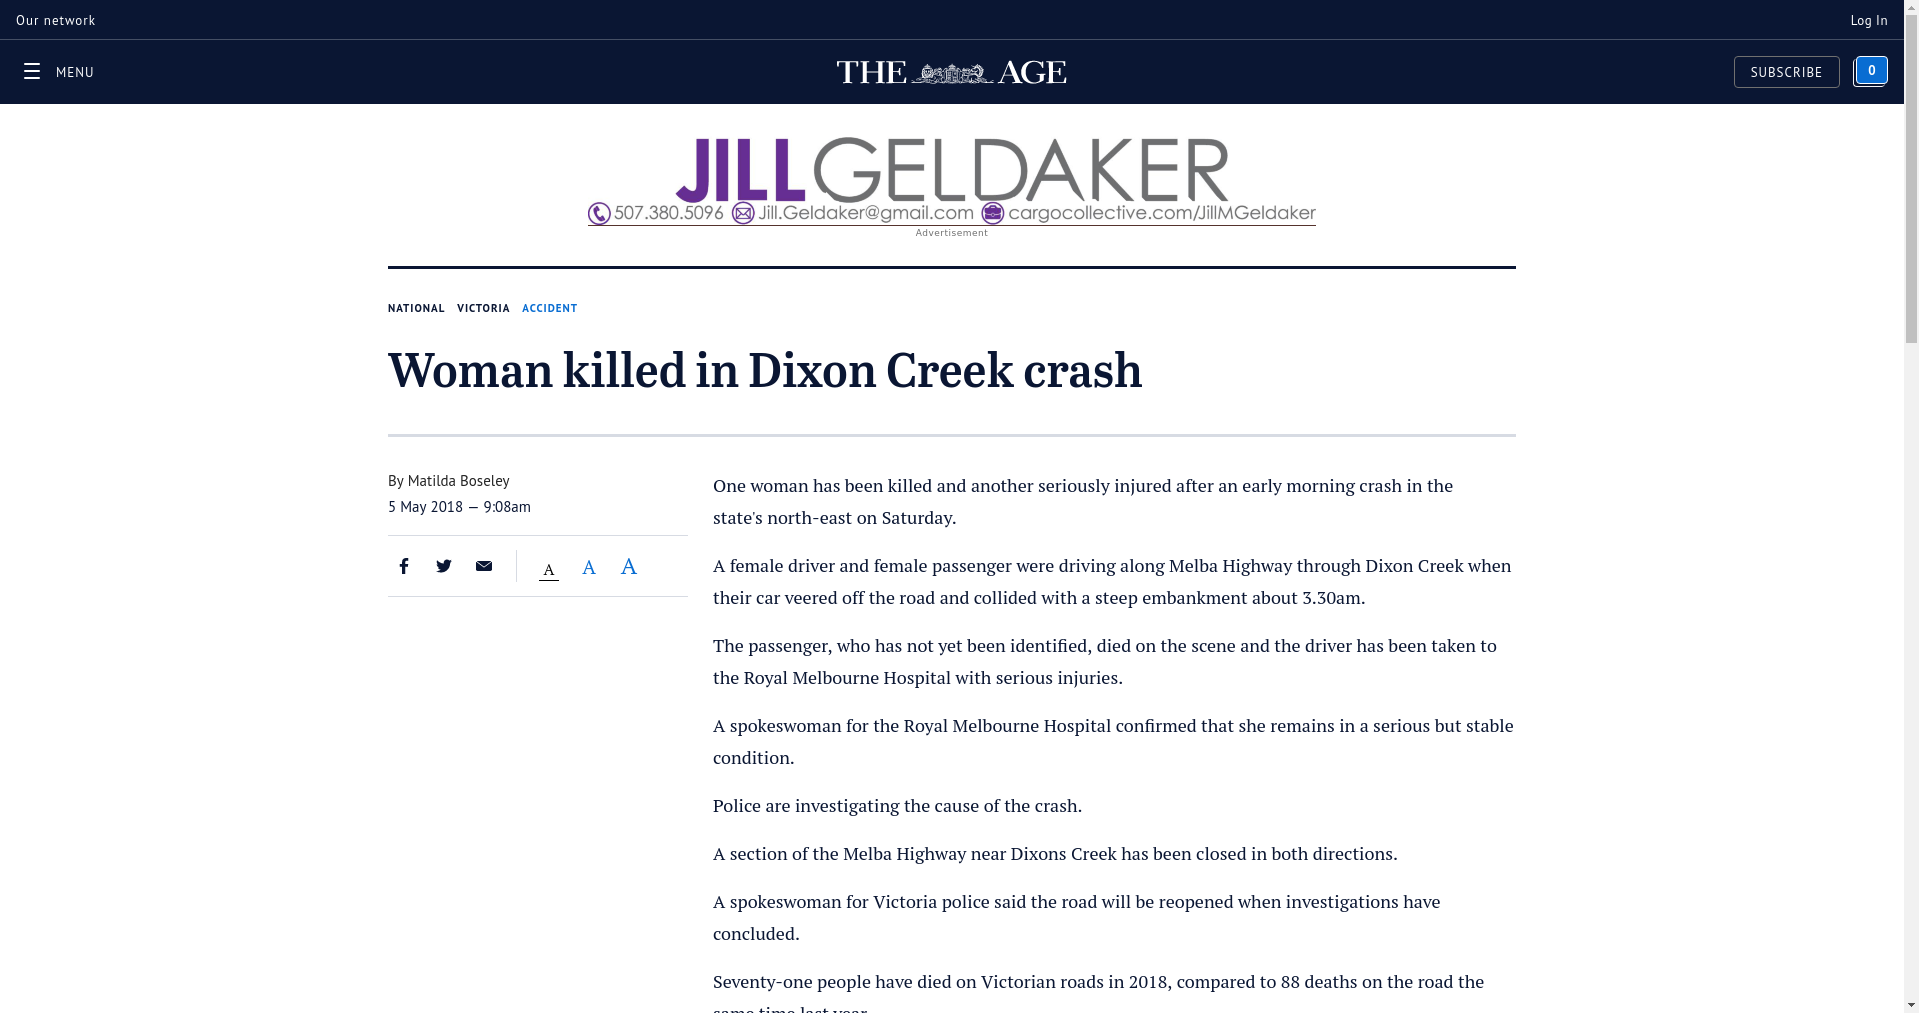 Our network
Log In
MENU
THE AGE
SUBSCRIBE
0
JILLGELDAKER
507.380.5096 Jill.Geldaker@gmail.com cargocollective.com/JillMGeldaker
Advertisement
NATIONAL VICTORIA ACCIDENT
Woman killed in Dixon Creek crash
By Matilda Boseley
5 May 2018 — 9:08am
A A A
One woman has been killed and another seriously injured after an early morning crash in the
state's north-east on Saturday.
A female driver and female passenger were driving along Melba Highway through Dixon Creek when
their car veered off the road and collided with a steep embankment about 3.30am.
The passenger, who has not yet been identified, died on the scene and the driver has been taken to
the Royal Melbourne Hospital with serious injuries.
A spokeswoman for the Royal Melbourne Hospital confirmed that she remains in a serious but stable
condition.
Police are investigating the cause of the crash.
A section of the Melba Highway near Dixons Creek has been closed in both directions.
A spokeswoman for Victoria police said the road will be reopened when investigations have
concluded.
Seventy-one people have died on Victorian roads in 2018, compared to 88 deaths on the road the
same time last year.